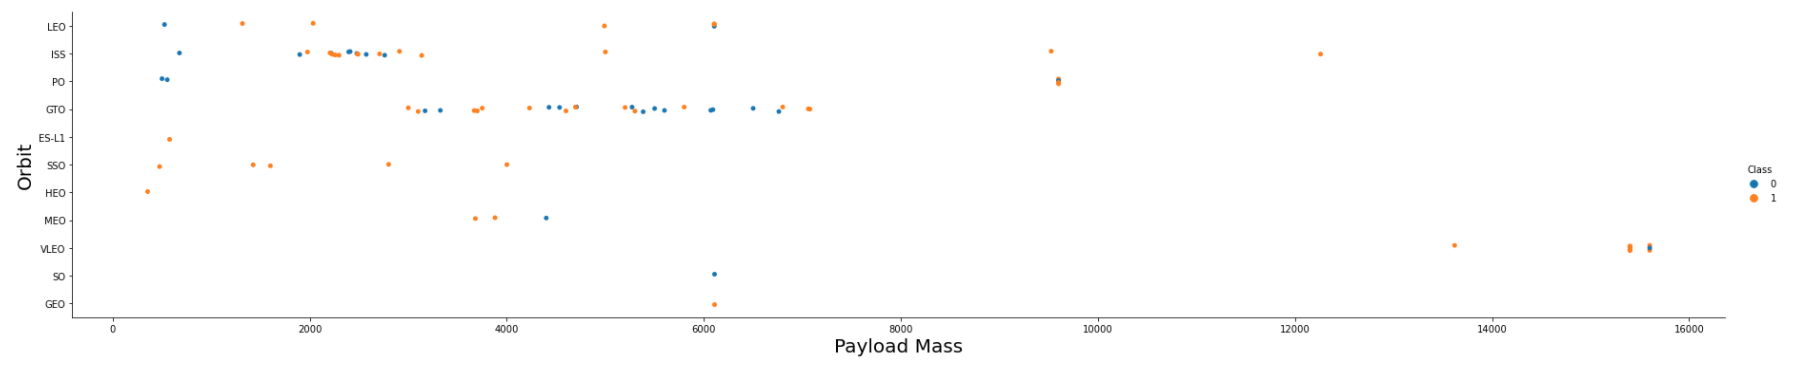 LEO
ISS
PO
GTO
ES-L1
SSO
HEO
MEO
VLEO
SO
GEO
Orbit
0 2000 4000 6000 8000 10000 12000 14000 16000
Payload Mass
Class
0
1